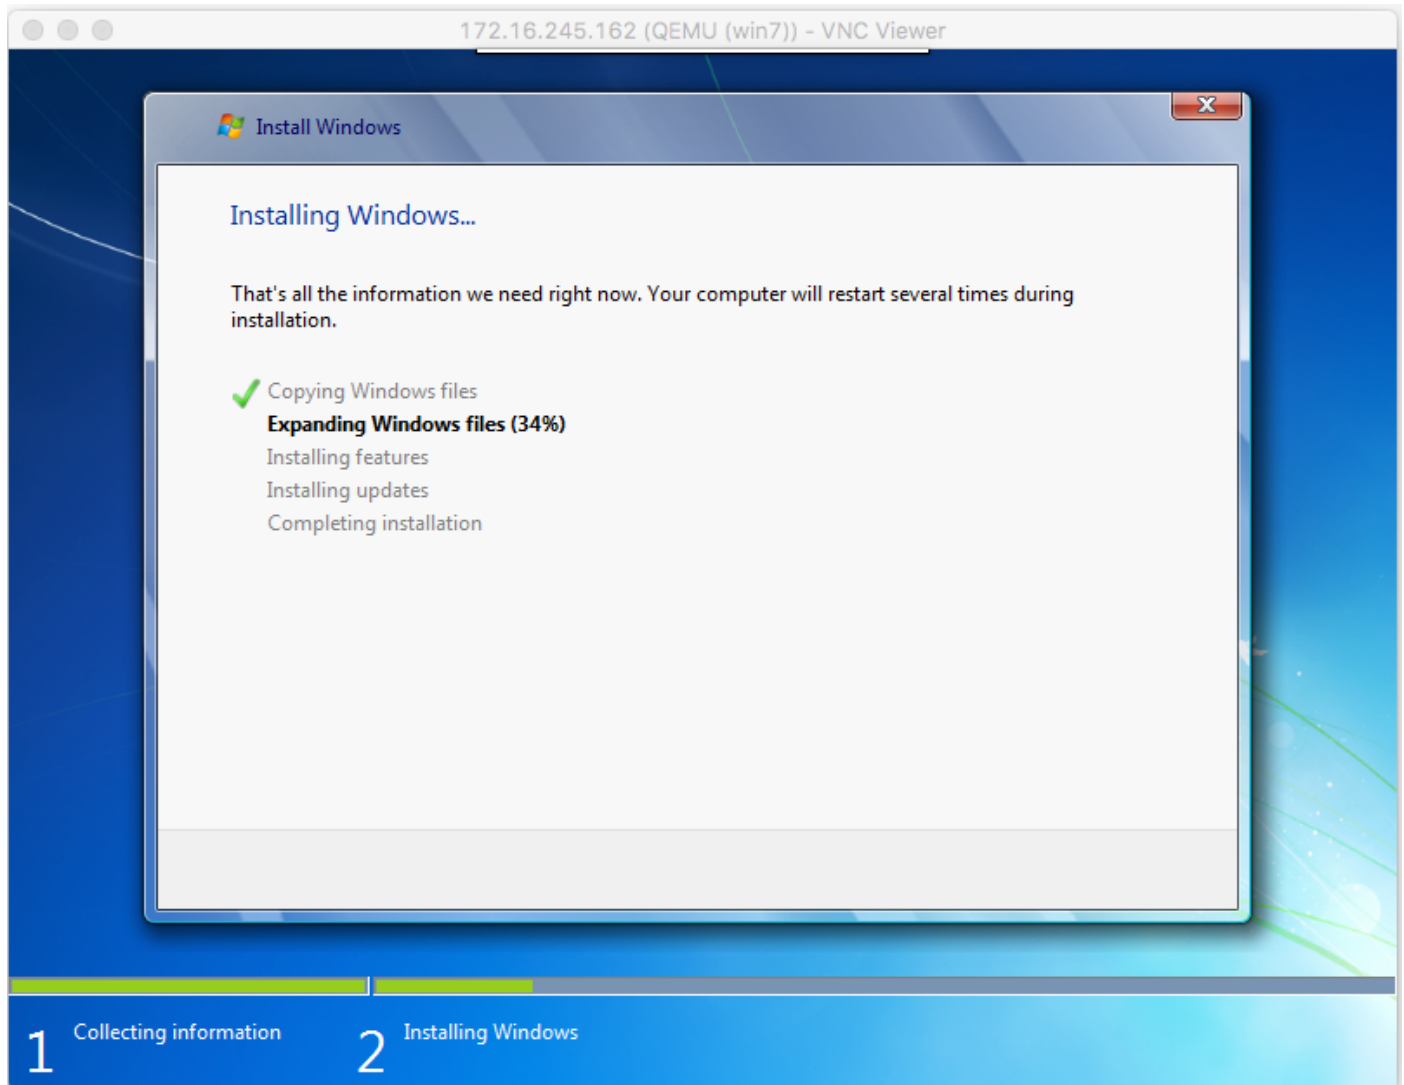 172.16.245.162 (QEMU (win7)) - VNC Viewer
Install Windows
Installing Windows...
That's all the information we need right now. Your computer will restart several times during
installation.
Copying Windows files
Expanding Windows files (34%)
Installing features
Installing updates
Completing installation
1 Collecting information
2 Installing Windows